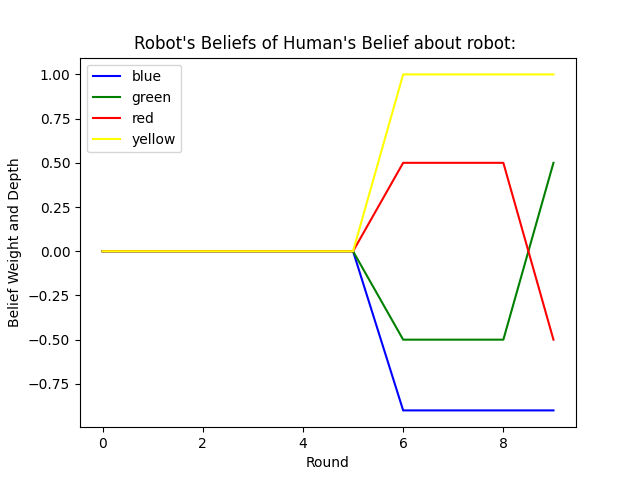 Robot's Beliefs of Human's Belief about robot:
blue
green
red
yellow
1.00
0.75
0.50
0.25
0.00
−0.25
−0.50
−0.75
Belief Weight and Depth
0 2 4 6 8
Round